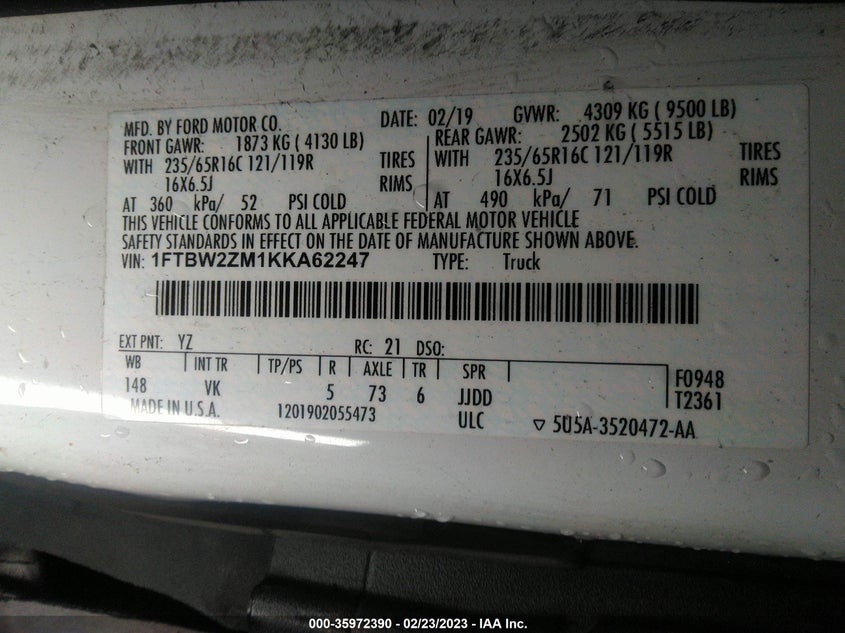 MFD. BY FORD MOTOR CO. DATE: 02/19 GVWR: 4309 KG ( 9500 LB)
FRONT GAWR: 1873 KG ( 4130 LB) REAR GAWR: 2502 KG ( 5515 LB)
WITH 235/65R16C 121/119R TIRES WITH 235/65R16C 121/119R TIRES
16X6.5J RIMS 16X6.5J RIMS
AT 360 kPa/ 52 PSI COLD AT 490 kPa/ 71 PSI COLD
THIS VEHICLE CONFORMS TO ALL APPLICABLE FEDERAL MOTOR VEHICLE
SAFETY STANDARDS IN EFFECT ON THE DATE OF MANUFACTURE SHOWN ABOVE.
VIN: 1FTBW2ZM1KKA62247 TYPE: Truck
EXT PNT: YZ RC: 21 DSO:
WB INT TR TP/PS R AXLE TR SPR F0948
148 VK 5 73 6 JJDD T2361
MADE IN U.S.A. 1201902055473 ULC ▽ 5U5A-3520472-AA
000-35972390 - 02/23/2023 - IAA Inc.